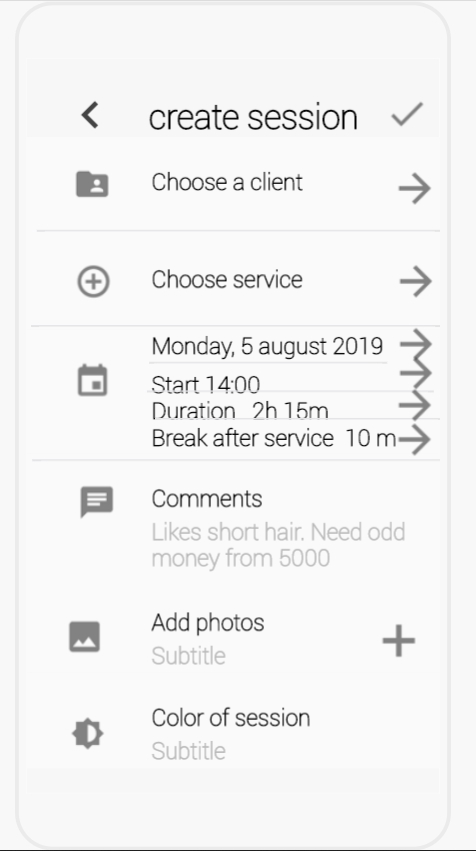 create session
Choose a client
Choose service
Monday, 5 august 2019
Start 14:00
Duration 2h 15m
Break after service 10 m
Comments
Likes short hair. Need odd
money from 5000
Add photos
Subtitle
Color of session
Subtitle